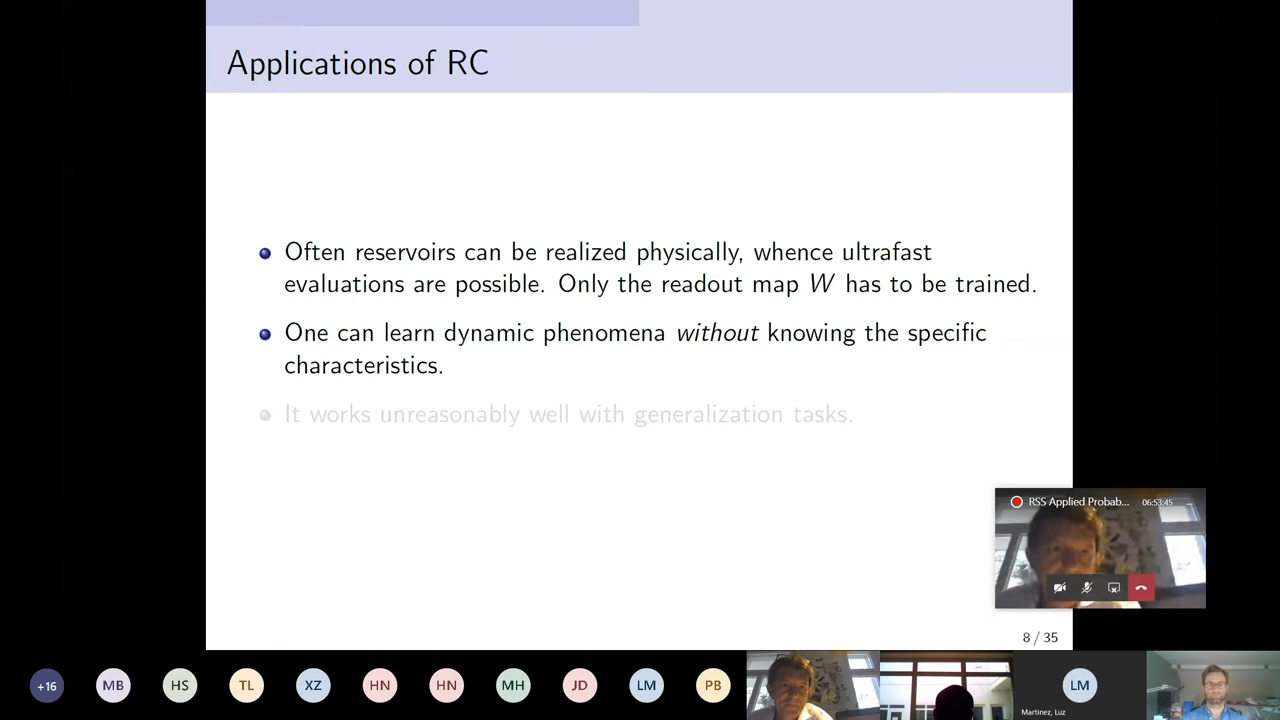 Applications of RC
Often reservoirs can be realized physically, whence ultrafast
evaluations are possible. Only the readout map W has to be trained.
One can learn dynamic phenomena without knowing the specific
characteristics.
It works unreasonably well with generalization tasks.
RSS Applied Probab... 06:53:45
8 / 35
+16 MB HS TL XZ HN HN MH JD LM PB LM
Martinez, Luz